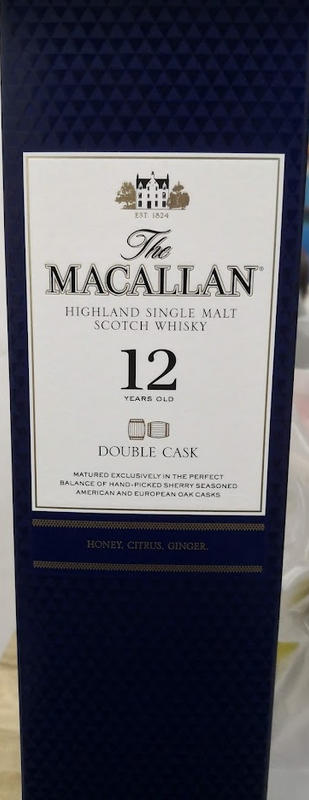 EST. 1824
The
MACALLAN®
HIGHLAND SINGLE MALT
SCOTCH WHISKY
12
YEARS OLD
DOUBLE CASK
MATURED EXCLUSIVELY IN THE PERFECT
BALANCE OF HAND-PICKED SHERRY SEASONED
AMERICAN AND EUROPEAN OAK CASKS
HONEY, CITRUS, GINGER.